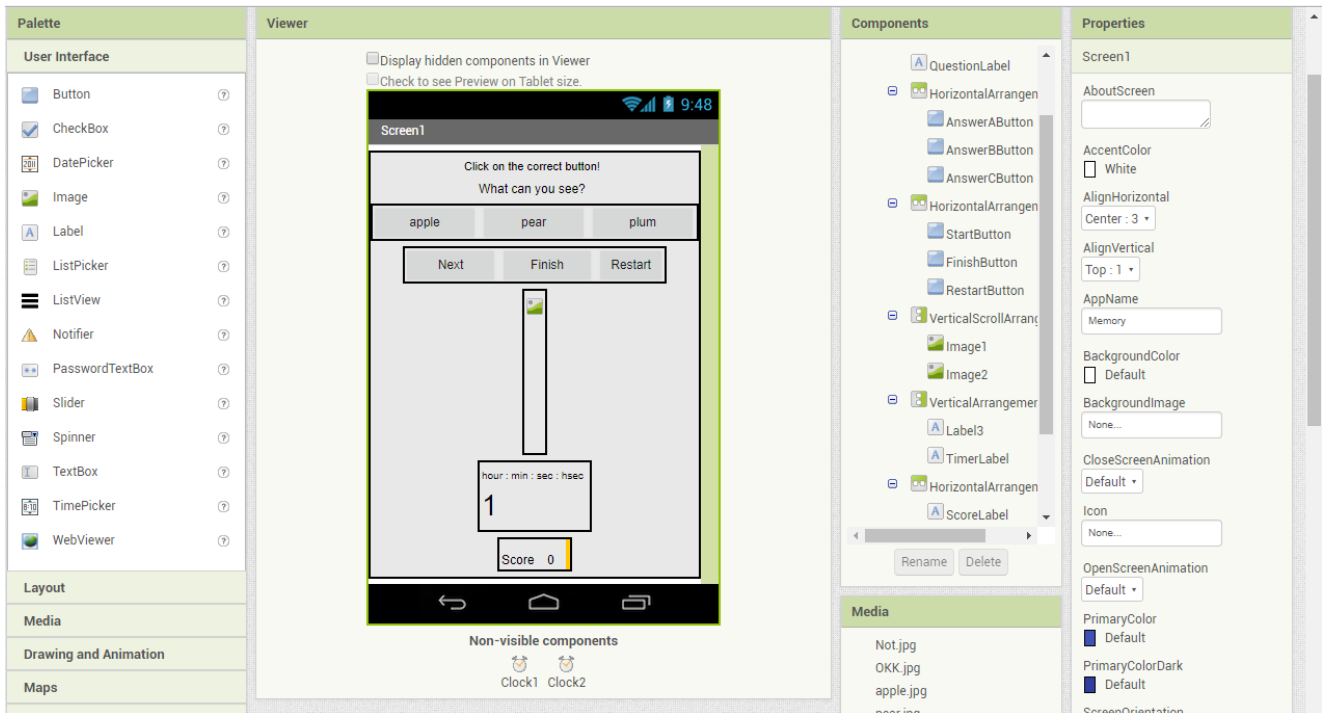 Palette
User Interface
Button
CheckBox
DatePicker
Image
Label
ListPicker
ListView
Notifier
PasswordTextBox
Slider
Spinner
TextBox
TimePicker
WebViewer
Layout
Media
Drawing and Animation
Maps
Viewer
Display hidden components in Viewer
Check to see Preview on Tablet size.
9:48
Screen1
Click on the correct button!
What can you see?
apple pear plum
Next Finish Restart
hour : min : sec : hsec
1
Score 0
Non-visible components
Clock1 Clock2
Components
QuestionLabel
HorizontalArrangen
AnswerAButton
AnswerBButton
AnswerCButton
HorizontalArrangen
StartButton
FinishButton
RestartButton
VerticalScrollArrang
Image1
Image2
VerticalArrangemer
Label3
TimerLabel
HorizontalArrangen
ScoreLabel
Rename Delete
Media
Not.jpg
OKK.jpg
apple.jpg
Properties
Screen1
AboutScreen
AccentColor
White
AlignHorizontal
Center : 3
AlignVertical
Top : 1
AppName
Memory
BackgroundColor
Default
BackgroundImage
None...
CloseScreenAnimation
Default
Icon
None...
OpenScreenAnimation
Default
PrimaryColor
Default
PrimaryColorDark
Default
ScreenOrientation